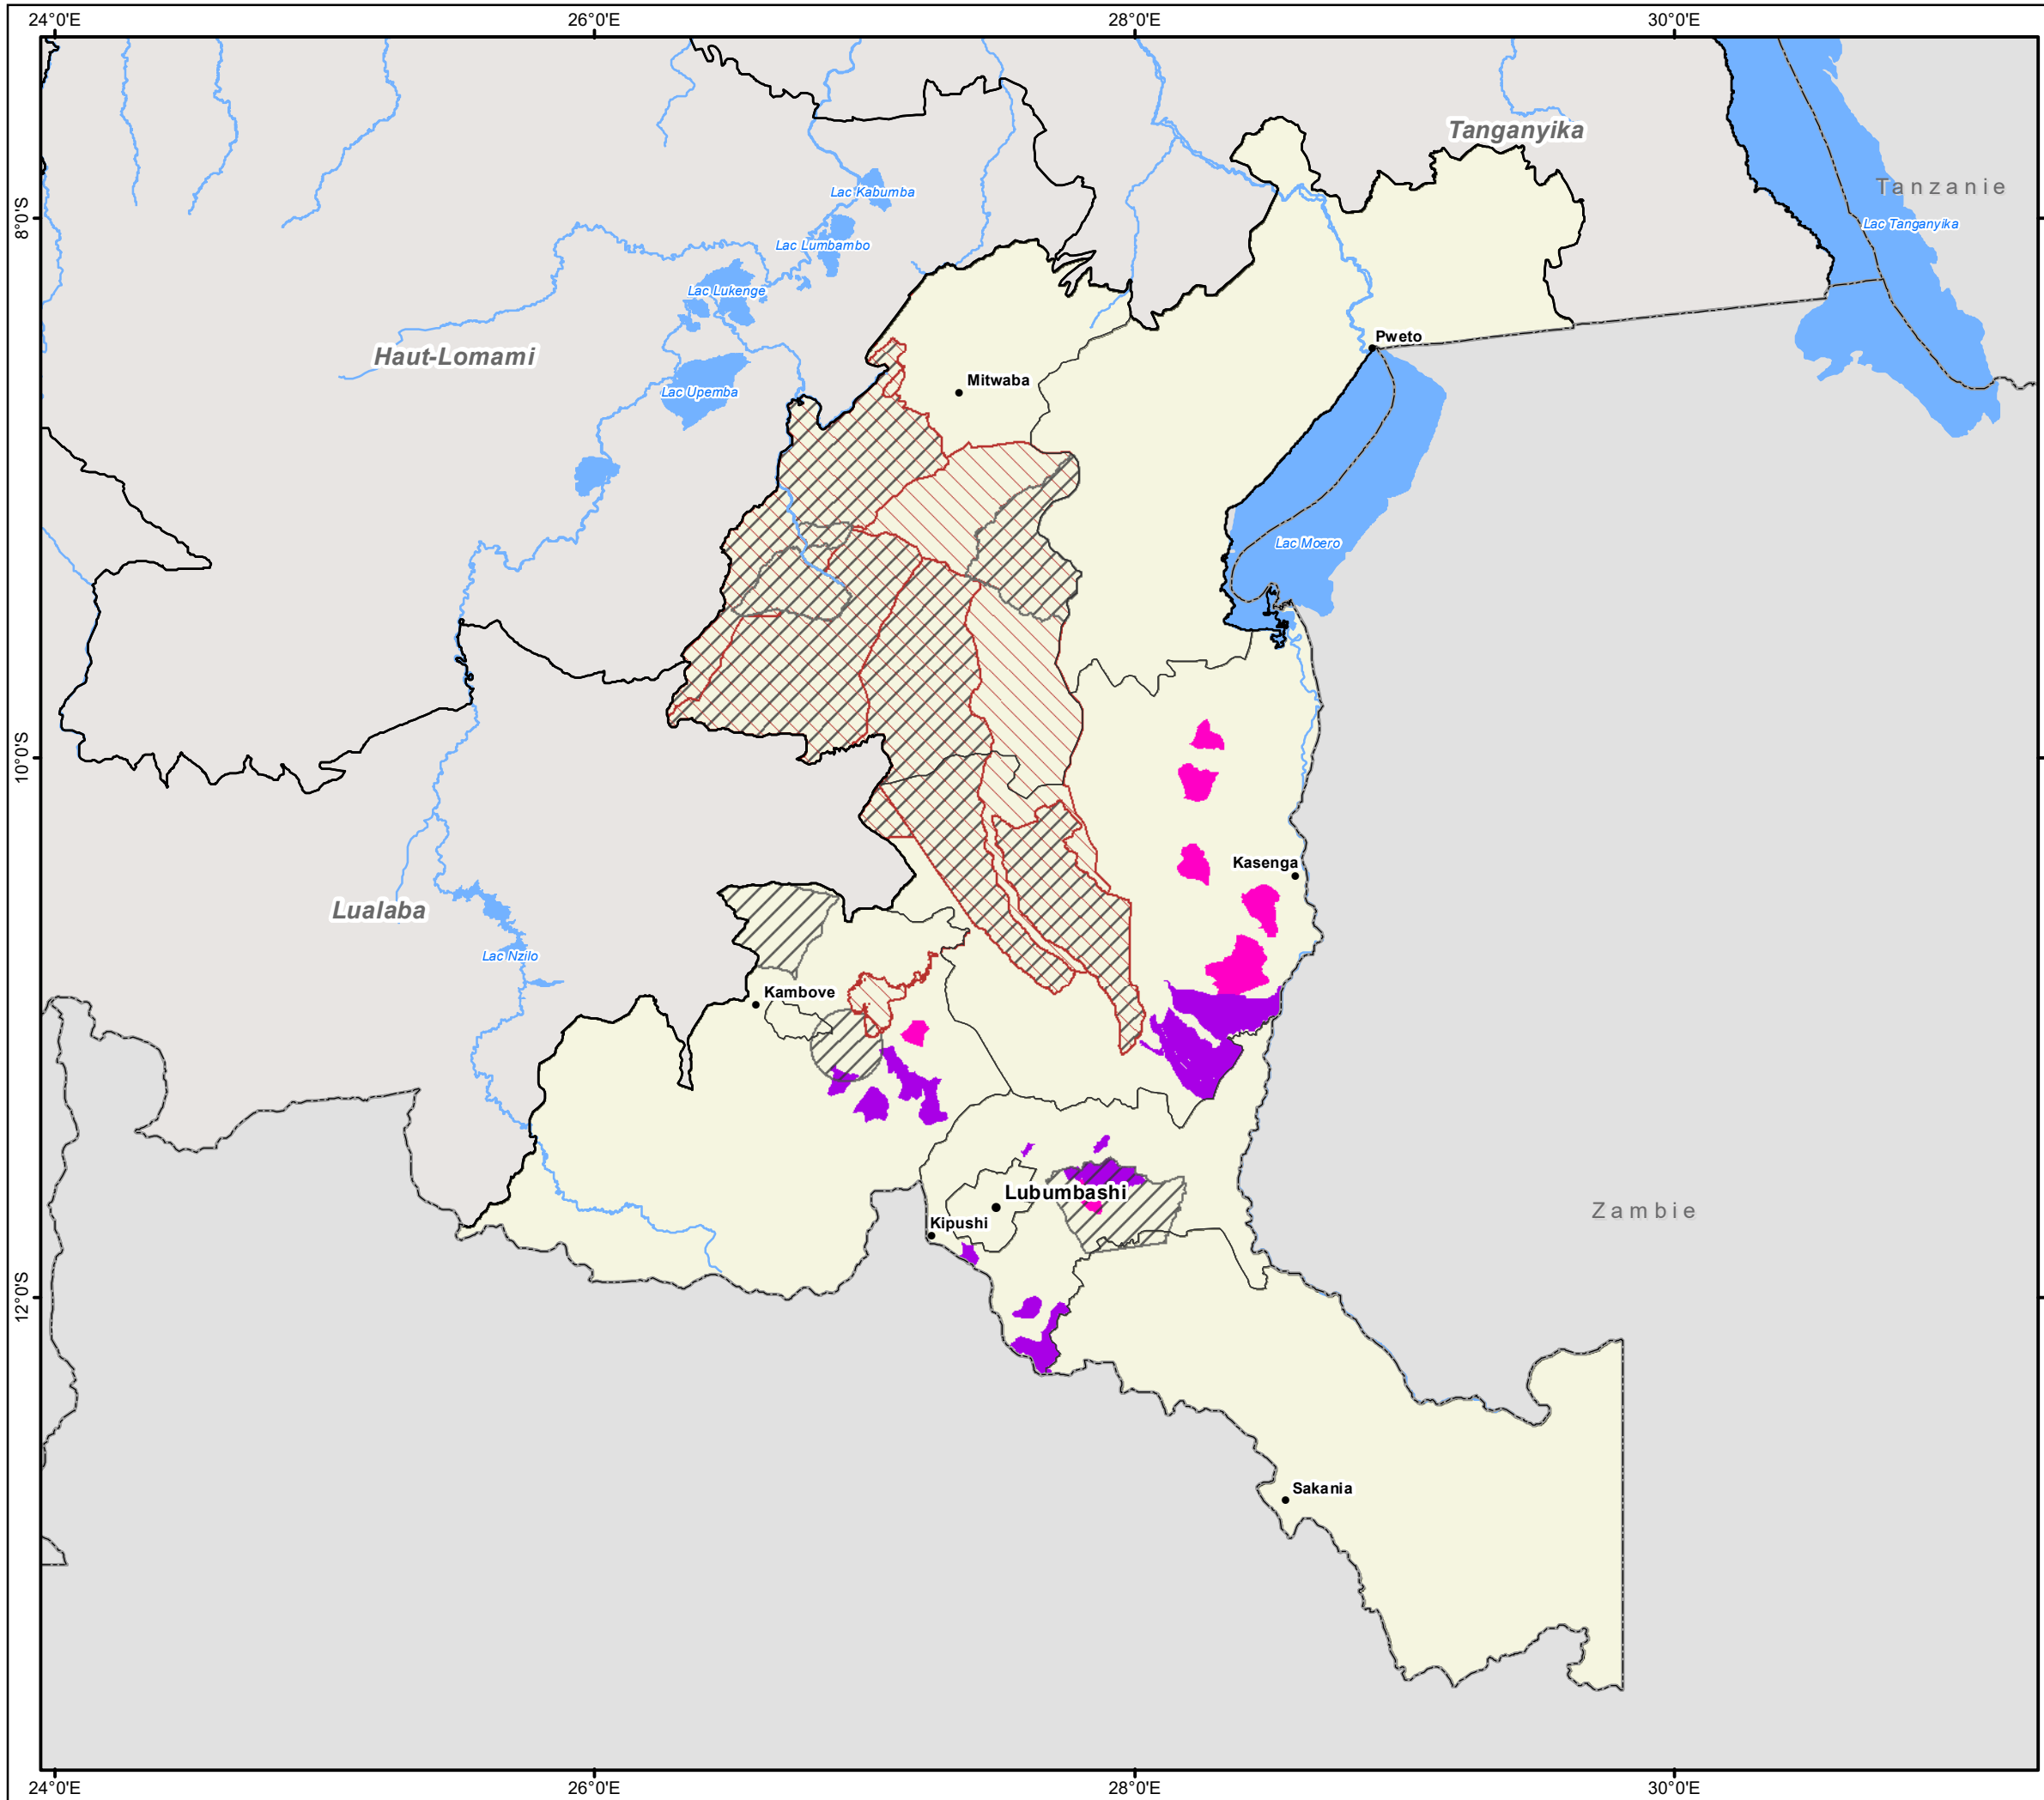 24°0'E
26°0'E
28°0'E
30°0'E
Tanganyika
Tanzanie
Lac Kabumba
8°0'S
Lac Tanganyika
Lac Lumbambo
Lac Lukenge
Pweto
Haut-Lomami
Mitwaba
Lac Upemba
Lac Moero
10°0'S
Kasenga
Lualaba
Lac Nzilo
Kambove
Lubumbashi
Zambie
Kipushi
12°0'S
Sakania
24°0'E
26°0'E
28°0'E
30°0'E